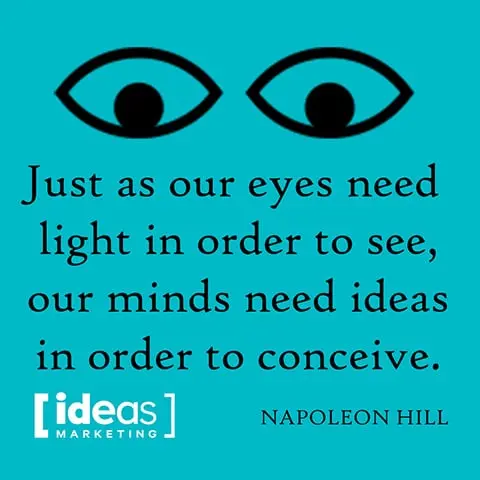 Just as our eyes need
light in order to see,
our minds need ideas
in order to conceive.
[ideas]
MARKETING
NAPOLEON HILL